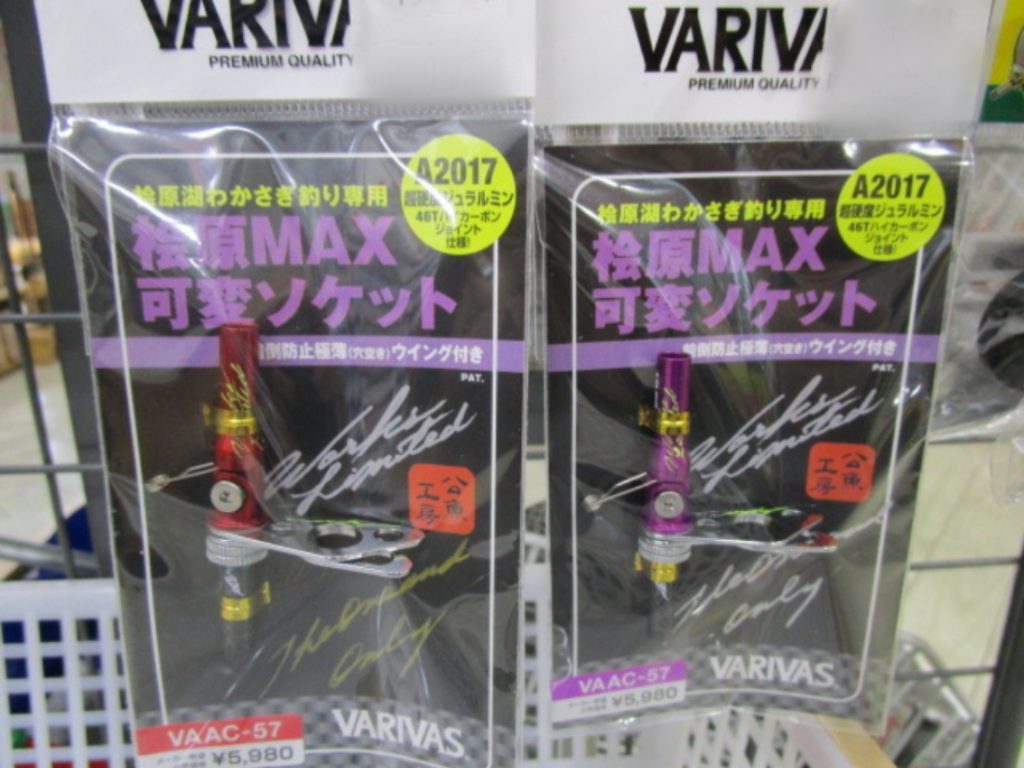 VARIVA
PREMIUM QUALITY
A2017
超硬度ジュラルミン
46Tハイカーボン
ジョイント
仕様!
桧原湖わかさぎ釣り専用
桧原MAX
可変ソケット
前倒防止極薄(穴空き)ウイング付き
PAT.
Works
Limited
公魚
工房
The One and
Only
VAAC-57
¥5,980
VARIVAS
VARIVA
PREMIUM QUALITY
A2017
超硬度ジュラルミン
46Tハイカーボン
ジョイント
仕様!
桧原湖わかさぎ釣り専用
桧原MAX
可変ソケット
前倒防止極薄(穴空き)ウイング付き
PAT.
Works
Limited
公魚
工房
only
VAAC-57
¥5,980
VARIVAS